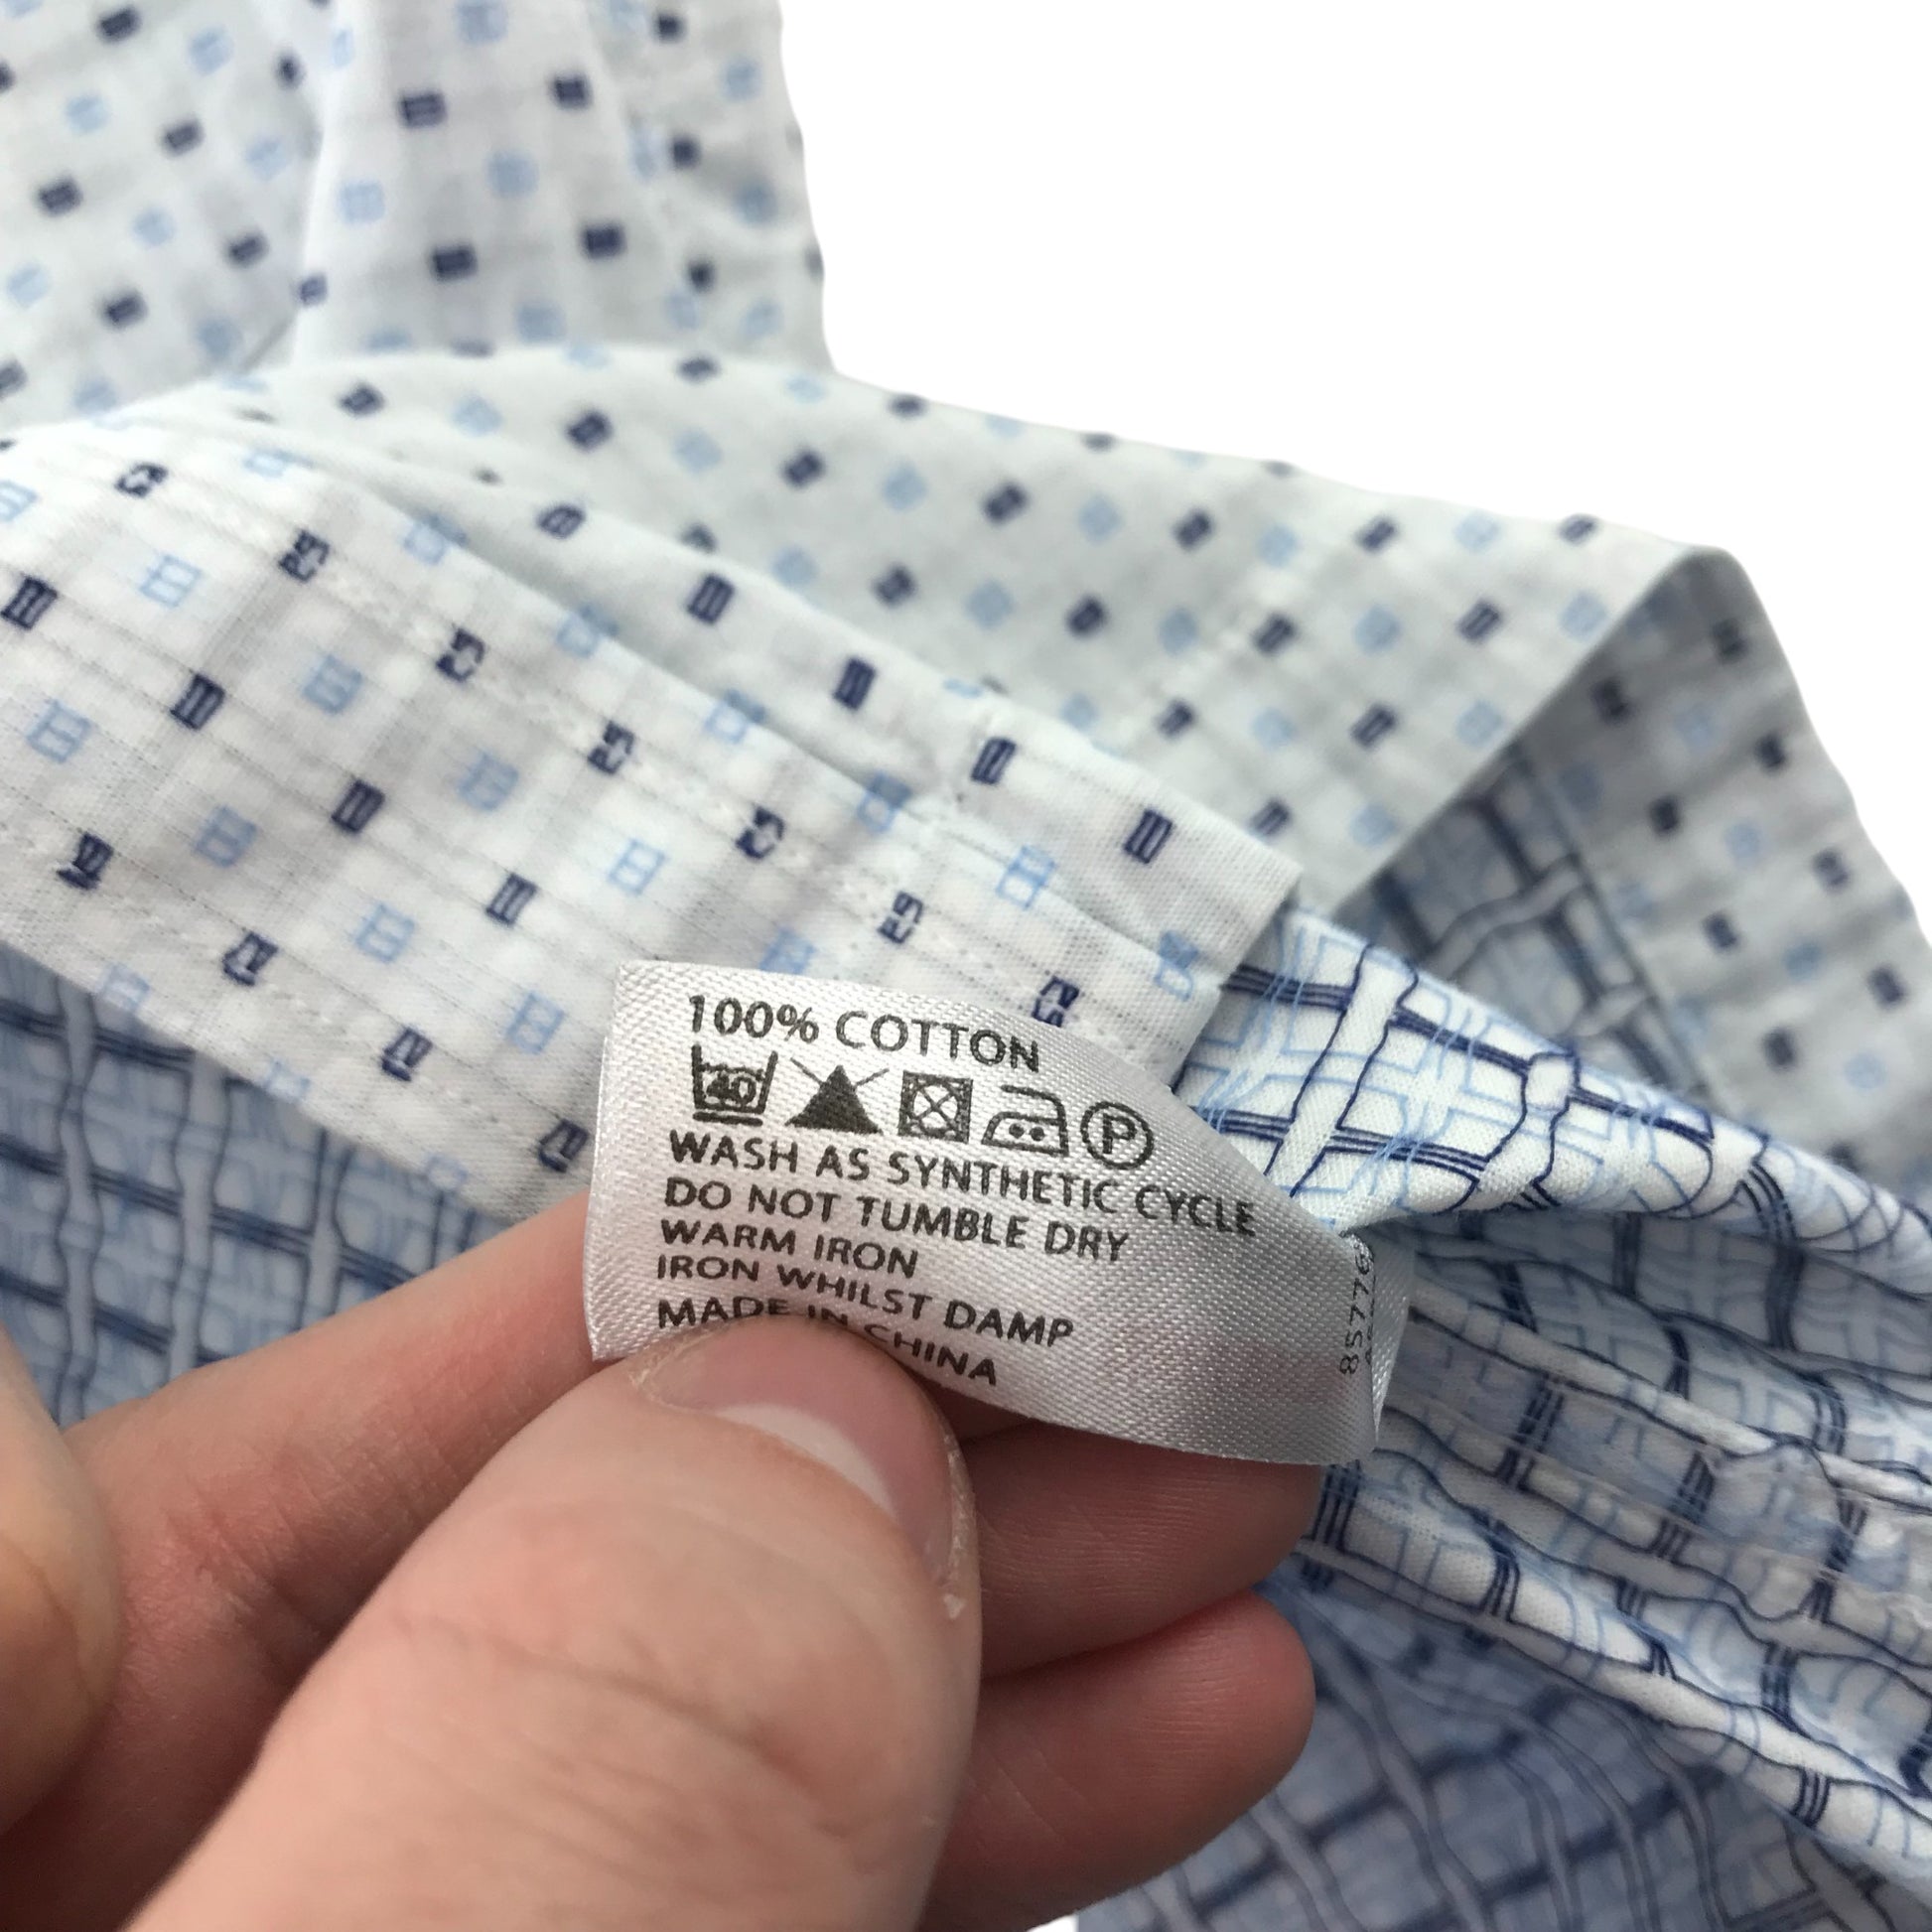 100% COTTON
40
P
WASH AS SYNTHETIC CYCLE
DO NOT TUMBLE DRY
WARM IRON
IRON WHILST DAMP
MADE IN CHINA